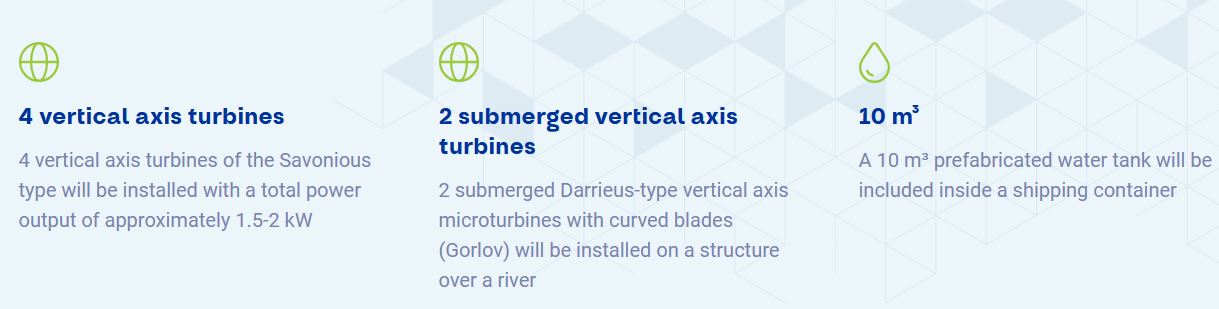 4 vertical axis turbines
4 vertical axis turbines of the Savonious
type will be installed with a total power
output of approximately 1.5-2 kW
2 submerged vertical axis
turbines
2 submerged Darrieus-type vertical axis
microturbines with curved blades
(Gorlov) will be installed on a structure
over a river
10 m³
A 10 m³ prefabricated water tank will be
included inside a shipping container